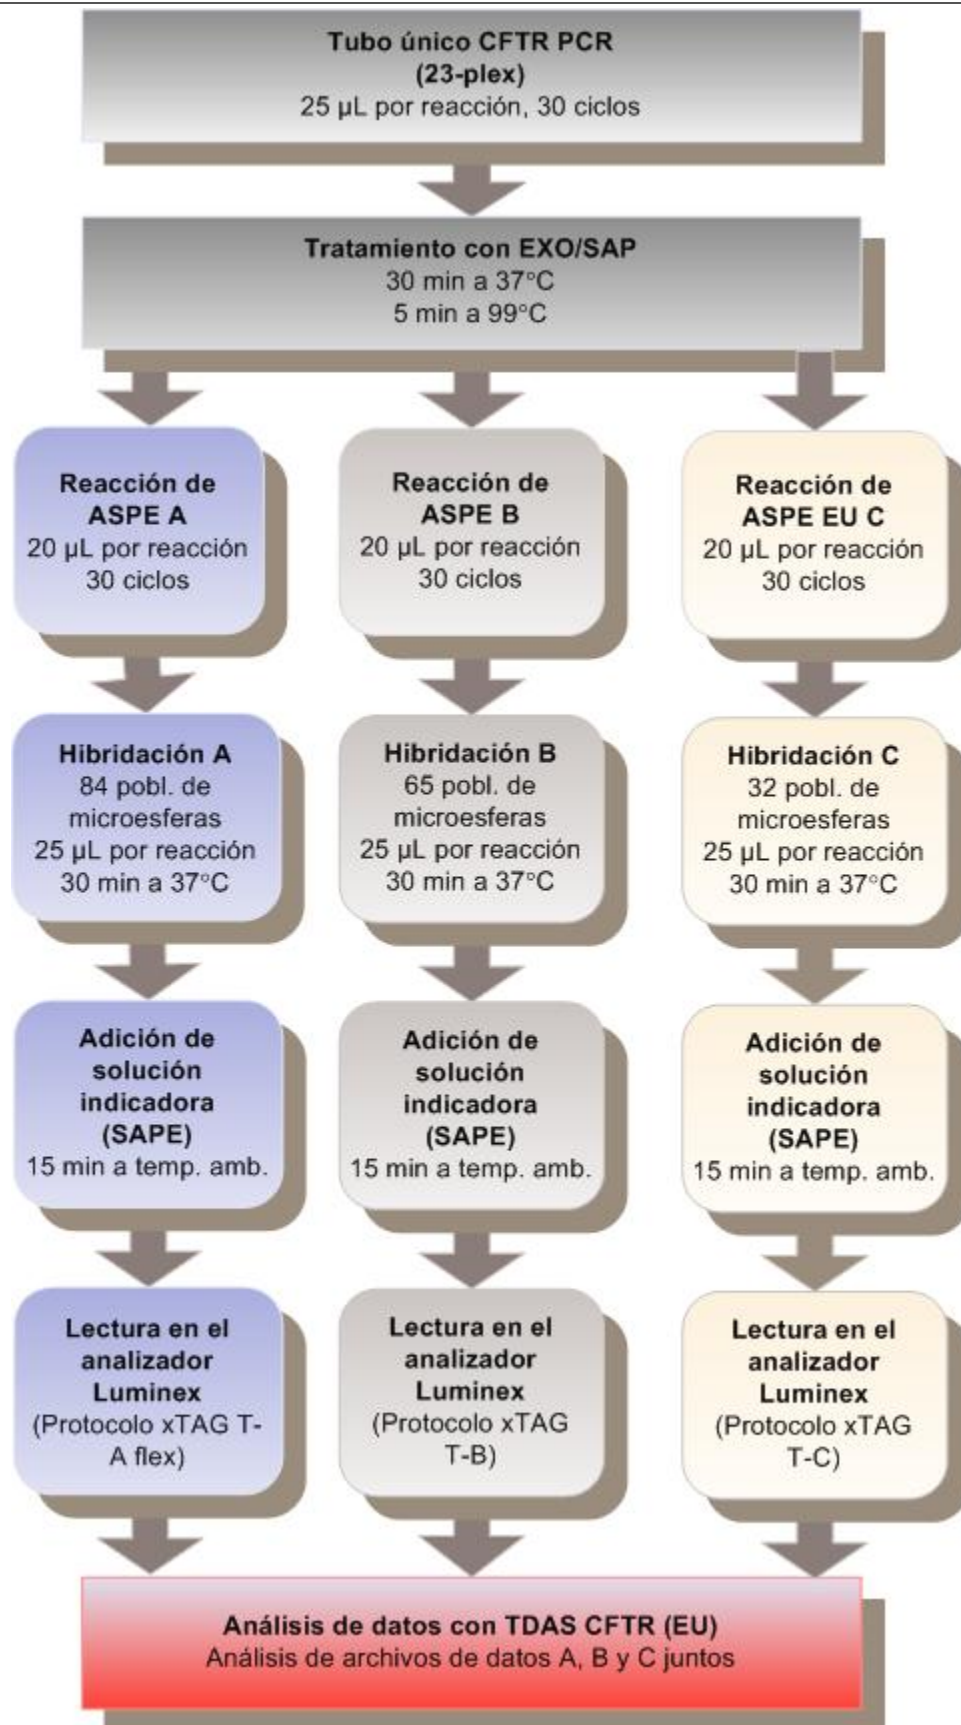 Tubo único CFTR PCR
(23-plex)
25 µL por reacción, 30 ciclos
Tratamiento con EXO/SAP
30 min a 37°C
5 min a 99°C
Reacción de
ASPE A
20 µL por reacción
30 ciclos
Reacción de
ASPE B
20 µL por reacción
30 ciclos
Reacción de
ASPE EU C
20 µL por reacción
30 ciclos
Hibridación A
84 pobl. de
microesferas
25 µL por reacción
30 min a 37°C
Hibridación B
65 pobl. de
microesferas
25 µL por reacción
30 min a 37°C
Hibridación C
32 pobl. de
microesferas
25 µL por reacción
30 min a 37°C
Adición de
solución
indicadora
(SAPE)
15 min a temp. amb.
Adición de
solución
indicadora
(SAPE)
15 min a temp. amb.
Adición de
solución
indicadora
(SAPE)
15 min a temp. amb.
Lectura en el
analizador
Luminex
(Protocolo xTAG T-
A flex)
Lectura en el
analizador
Luminex
(Protocolo xTAG
T-B)
Lectura en el
analizador
Luminex
(Protocolo xTAG
T-C)
Análisis de datos con TDAS CFTR (EU)
Análisis de archivos de datos A, B y C juntos